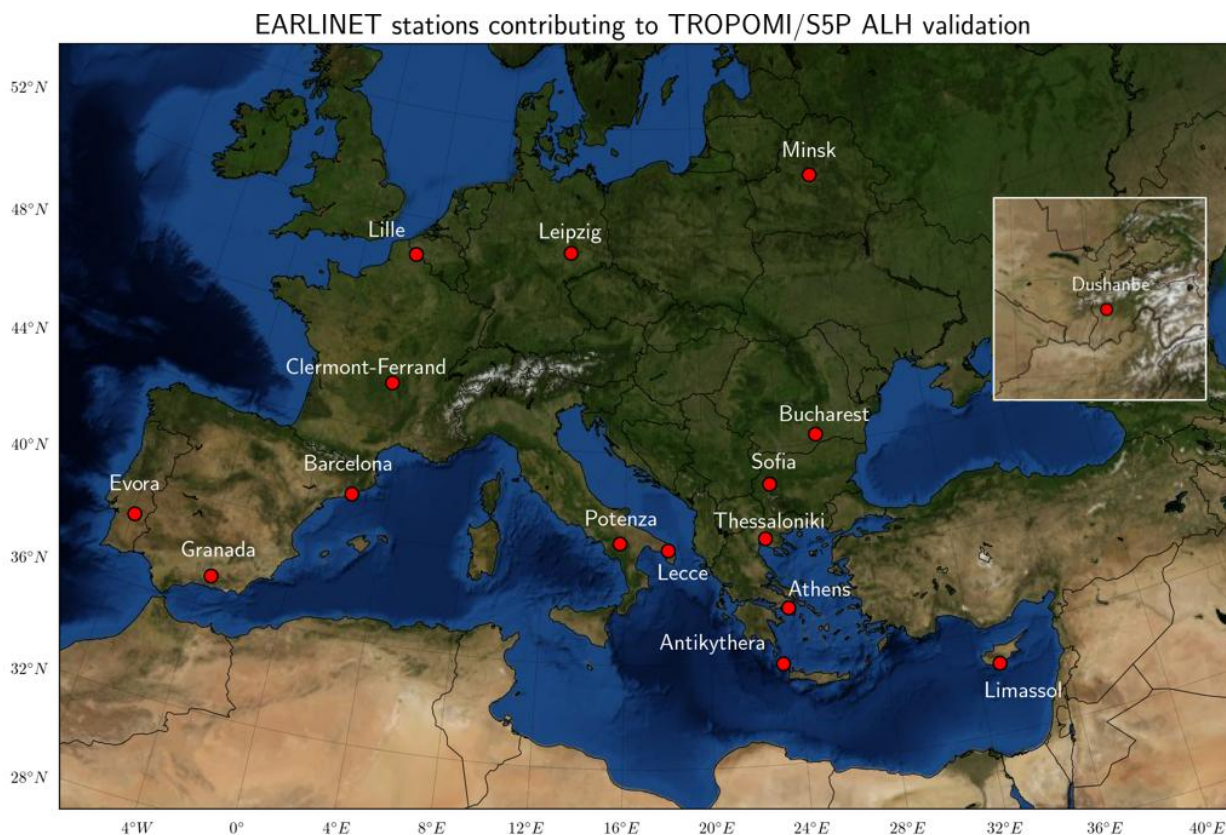 EARLINET stations contributing to TROPOMI/S5P ALH validation
52°N
48°N
44°N
40°N
36°N
32°N
28°N
Minsk
Lille
Leipzig
Dushanbe
Clermont-Ferrand
Bucharest
Barcelona
Sofia
Evora
Potenza
Thessaloniki
Granada
Lecce
Athens
Antikythera
Limassol
4°W 0° 4°E 8°E 12°E 16°E 20°E 24°E 28°E 32°E 36°E 40°E